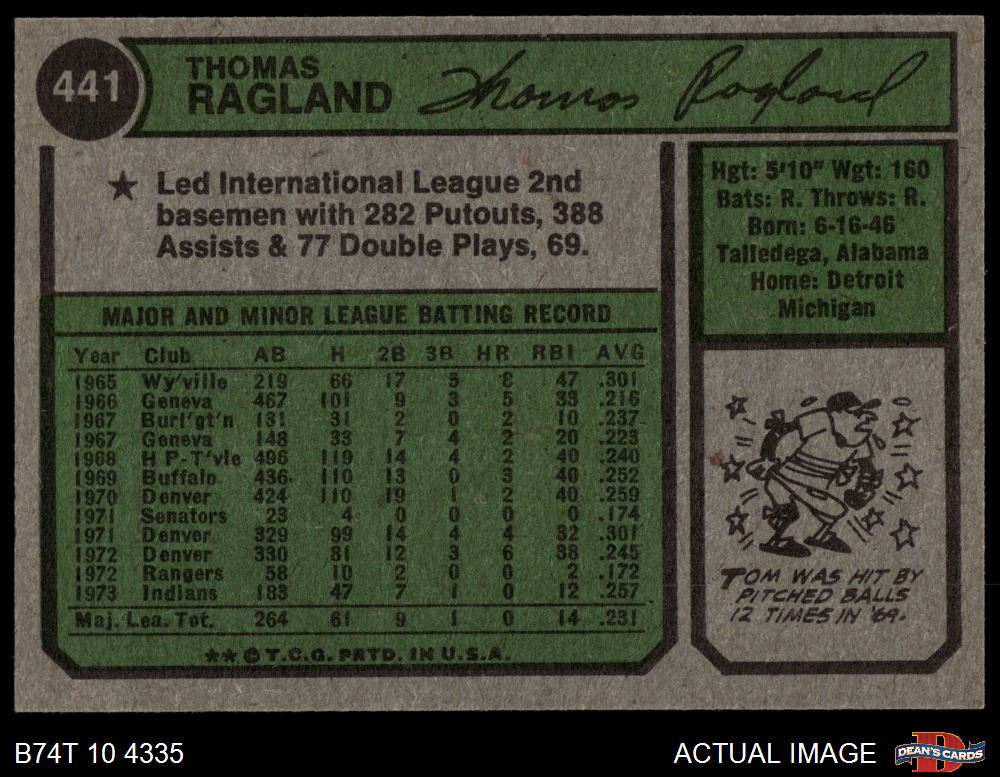 441
THOMAS
RAGLAND
Thomas Ragland
★ Led International League 2nd
basemen with 282 Putouts, 388
Assists & 77 Double Plays, 69.
Hgt: 5'10" Wgt: 160
Bats: R. Throws: R.
Born: 6-16-46
Talledega, Alabama
Home: Detroit
Michigan
MAJOR AND MINOR LEAGUE BATTING RECORD
Year Club AB H 2B 3B HR RBI AVG
1965 Wy'ville 219 66 17 5 8 47 .301
1966 Geneva 467 101 9 3 5 33 .216
1967 Burl'gt'n 131 31 2 0 2 10 .237
1967 Geneva 148 33 7 4 2 20 .223
1968 H P-T'vle 496 119 14 4 2 40 .240
1969 Buffalo 436 110 13 0 3 40 .252
1970 Denver 424 110 19 1 2 40 .259
1971 Senators 23 4 0 0 0 0 .174
1971 Denver 329 99 14 4 4 32 .301
1972 Denver 330 81 12 3 6 38 .245
1972 Rangers 58 10 2 0 0 2 .172
1973 Indians 183 47 7 1 0 12 .257
Maj. Lea. Tot. 264 61 9 1 0 14 .231
★★ © T.C.G. PRTD. IN U.S.A.
TOM WAS HIT BY
PITCHED BALLS
12 TIMES IN '69.
B74T 10 4335
ACTUAL IMAGE
D
DEAN'S CARDS